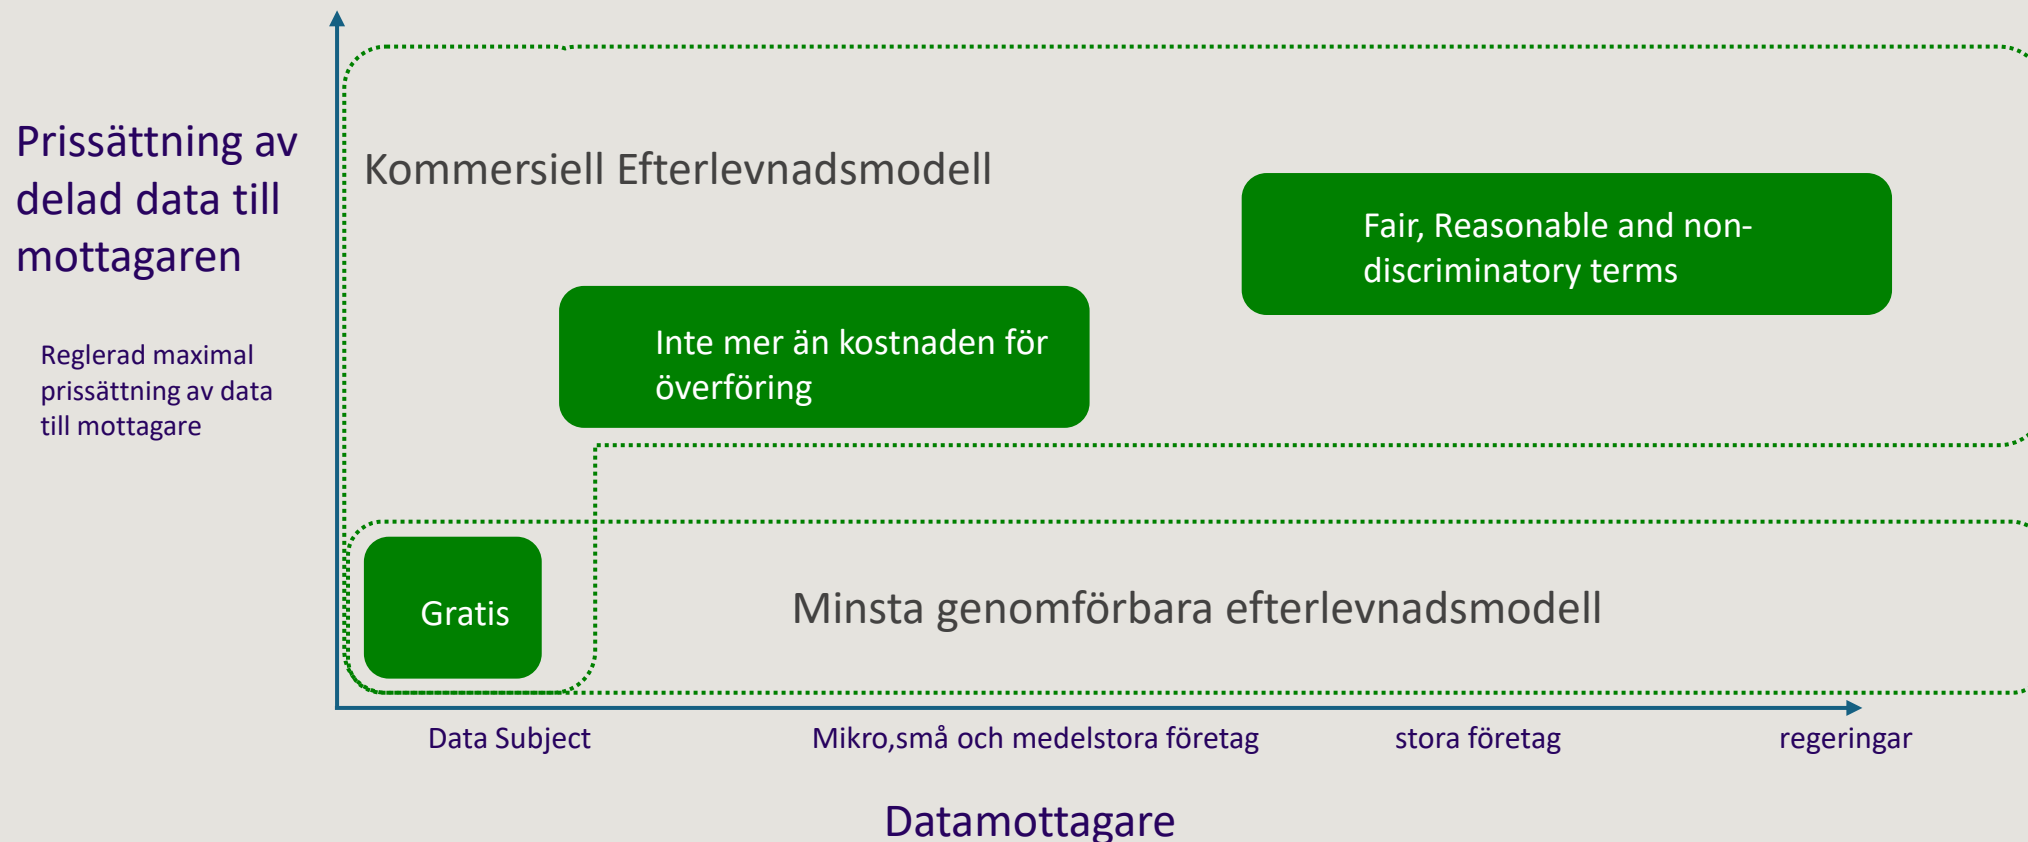 Prissättning av
delad data till
mottagaren
Reglerad maximal
prissättning av data
till mottagare
Kommersiell Efterlevnadsmodell
Fair, Reasonable and non-
discriminatory terms
Inte mer än kostnaden för
överföring
Gratis
Minsta genomförbara efterlevnadsmodell
Data Subject
Mikro,små och medelstora företag
stora företag
regeringar
Datamottagare